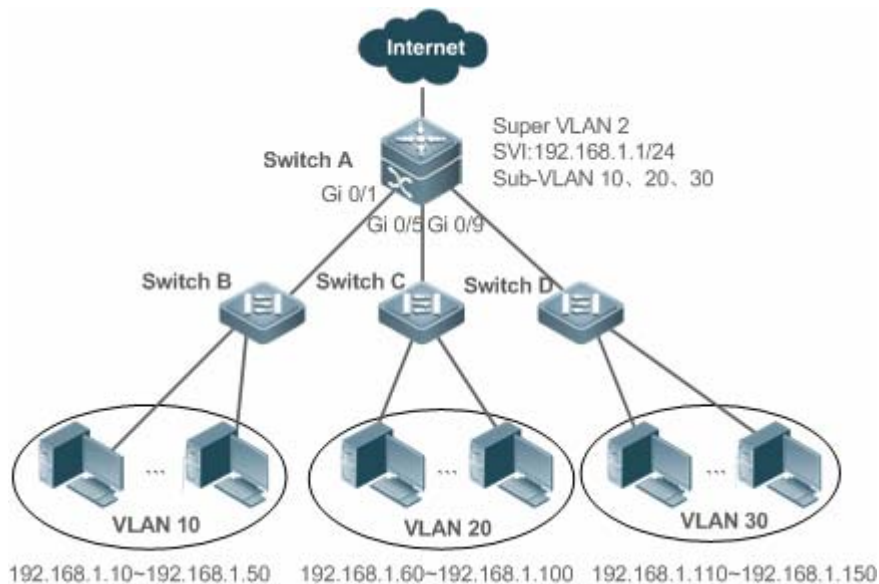 Internet
Super VLAN 2
SVI:192.168.1.1/24
Sub-VLAN 10、20、30
Switch A
Gi 0/1
Gi 0/5
Gi 0/9
Switch B
Switch C
Switch D
...
...
...
VLAN 10
VLAN 20
VLAN 30
192.168.1.10~192.168.1.50
192.168.1.60~192.168.1.100
192.168.1.110~192.168.1.150